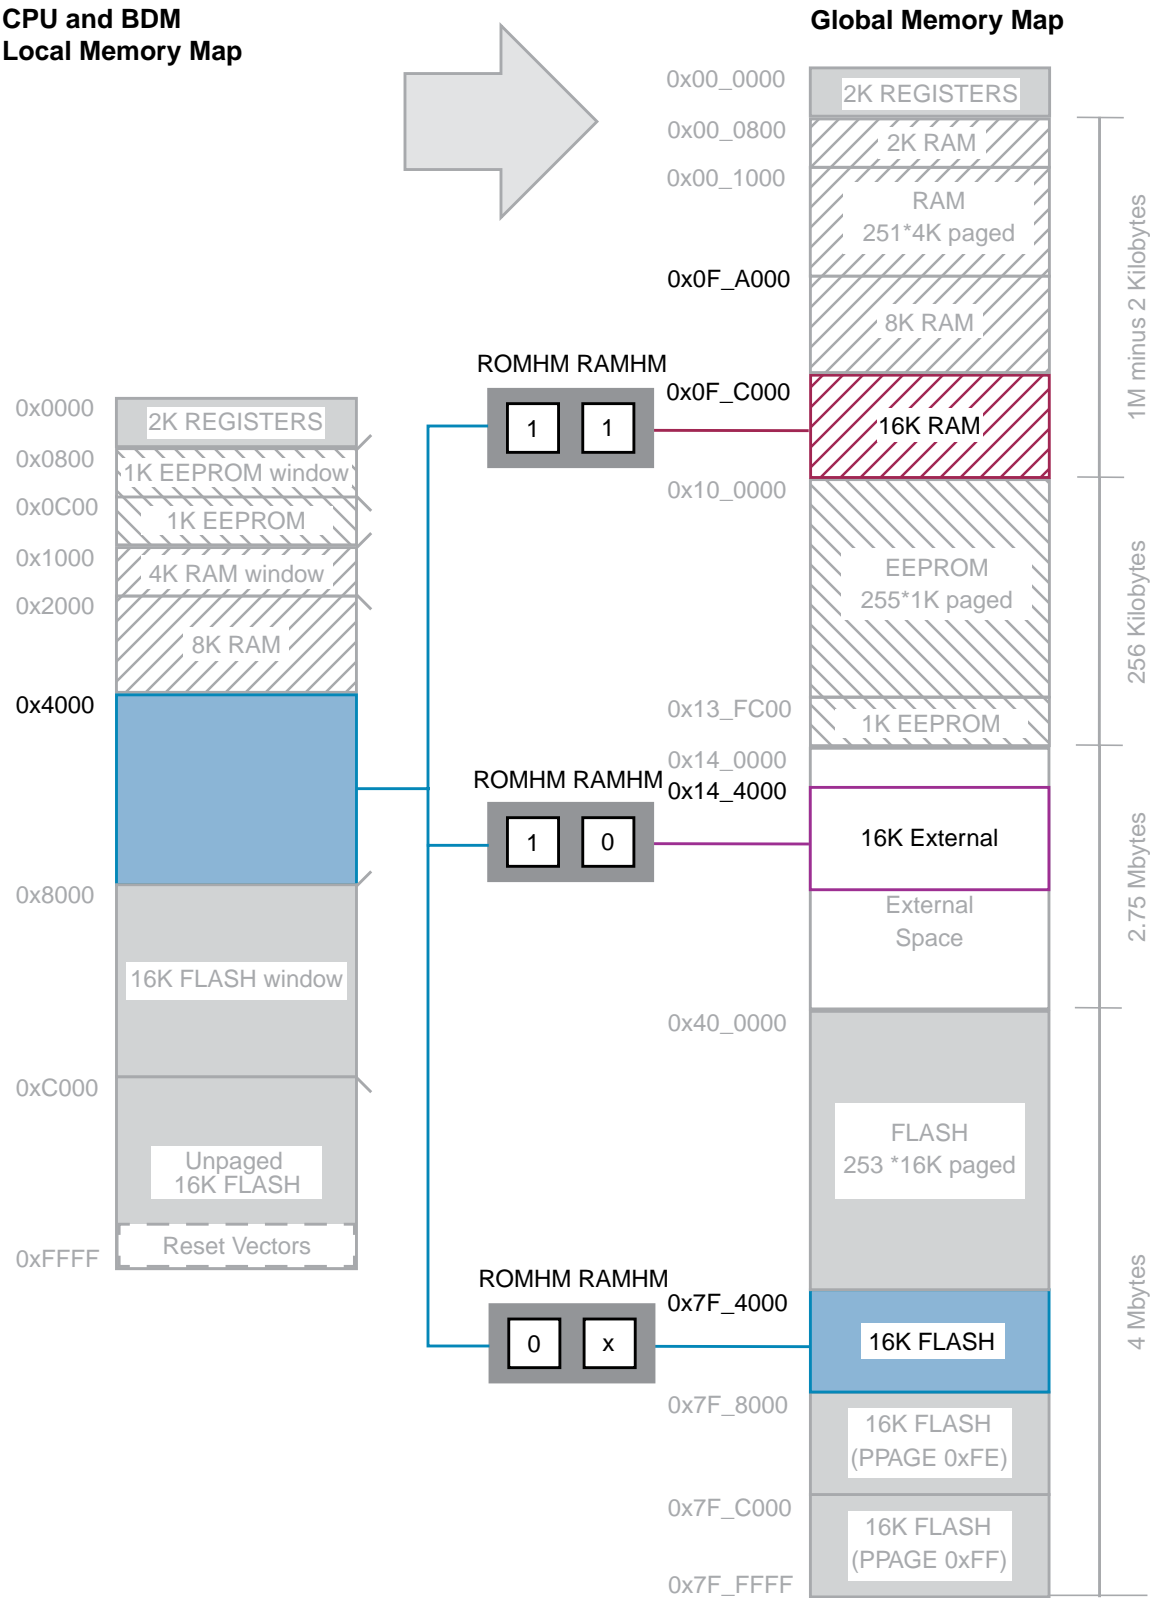 CPU and BDM
Local Memory Map
Global Memory Map
0x0000
2K REGISTERS
0x0800
1K EEPROM window
0x0C00
1K EEPROM
0x1000
4K RAM window
0x2000
8K RAM
0x4000
0x8000
16K FLASH window
0xC000
Unpaged
16K FLASH
Reset Vectors
0xFFFF
ROMHM RAMHM
1 1
ROMHM RAMHM
1 0
ROMHM RAMHM
0 x
0x00_0000
2K REGISTERS
0x00_0800
2K RAM
0x00_1000
RAM
251*4K paged
0x0F_A000
8K RAM
0x0F_C000
16K RAM
0x10_0000
EEPROM
255*1K paged
0x13_FC00
1K EEPROM
0x14_0000
0x14_4000
16K External
External
Space
0x40_0000
FLASH
253 *16K paged
0x7F_4000
16K FLASH
0x7F_8000
16K FLASH
(PPAGE 0xFE)
0x7F_C000
16K FLASH
(PPAGE 0xFF)
0x7F_FFFF
1M minus 2 Kilobytes
256 Kilobytes
2.75 Mbytes
4 Mbytes